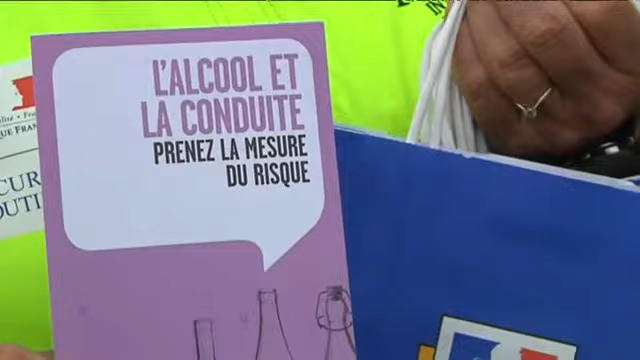 L'ALCOOL ET
LA CONDUITE
PRENEZ LA MESURE
DU RISQUE